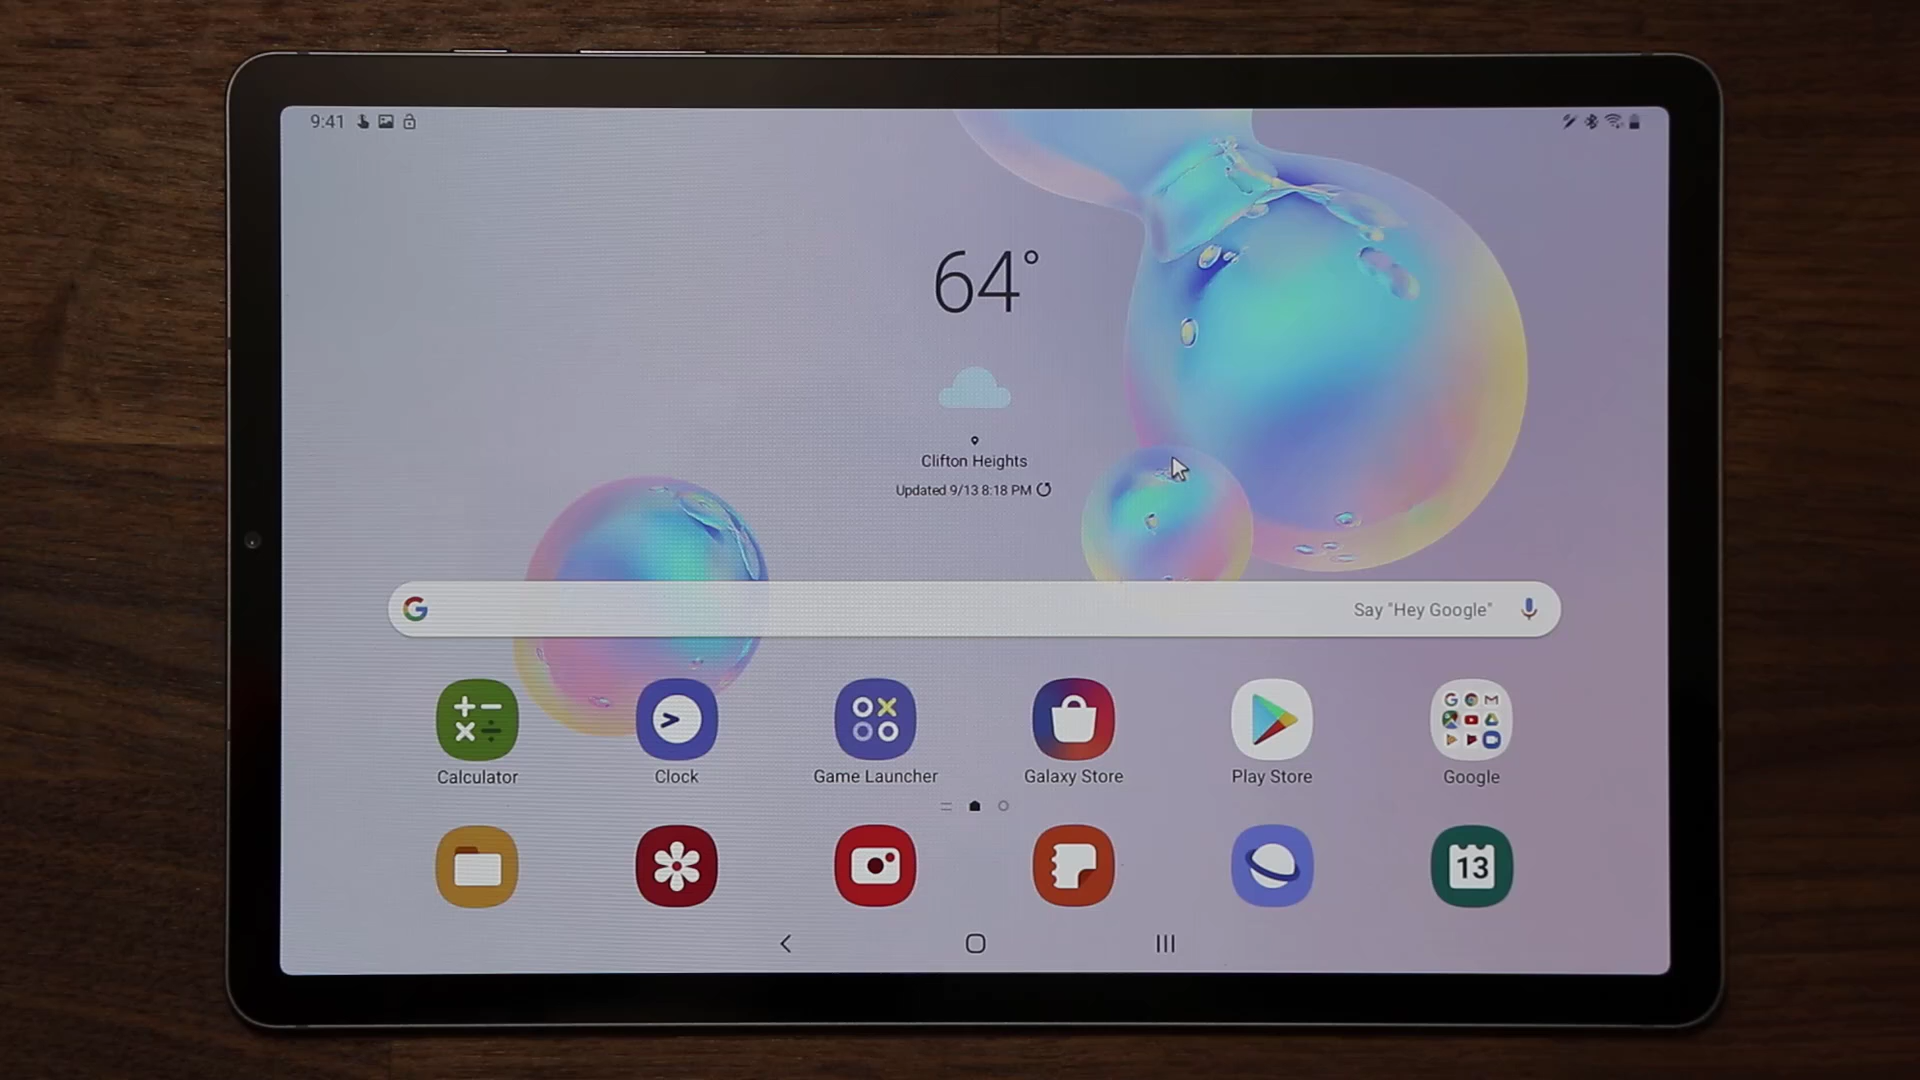 9:41
64°
Clifton Heights
Updated 9/13 8:18 PM
G Say "Hey Google"
Calculator Clock Game Launcher Galaxy Store Play Store Google
13